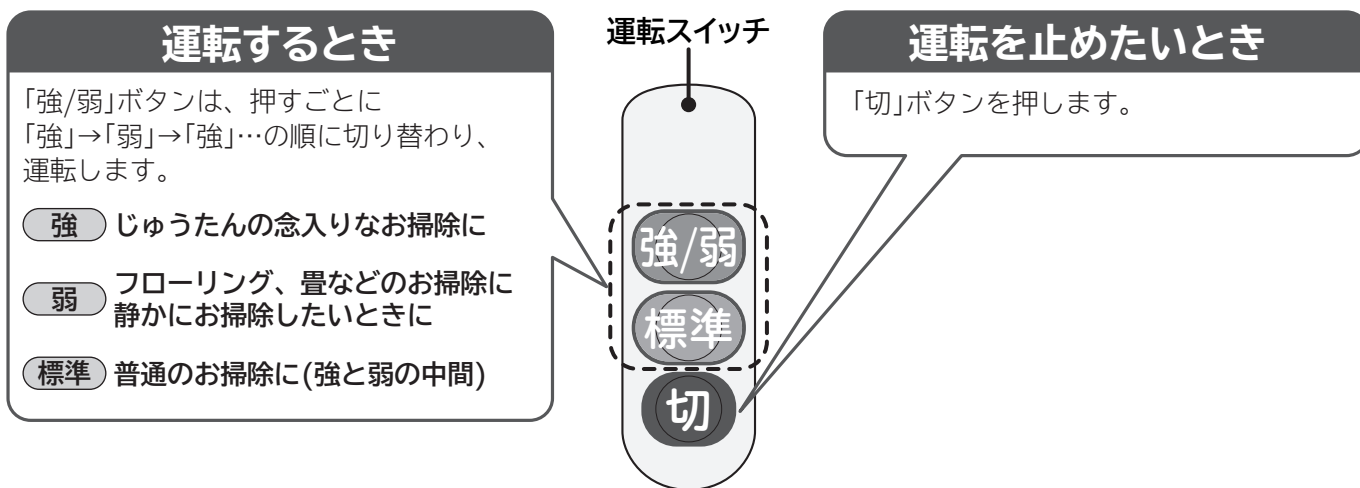 運転するとき
「強/弱」ボタンは、押すごとに
「強」→「弱」→「強」…の順に切り替わり、
運転します。
強 じゅうたんの念入りなお掃除に
弱 フローリング、畳などのお掃除に
静かにお掃除したいときに
標準 普通のお掃除に(強と弱の中間)
運転スイッチ
強/弱
標準
切
運転を止めたいとき
「切」ボタンを押します。